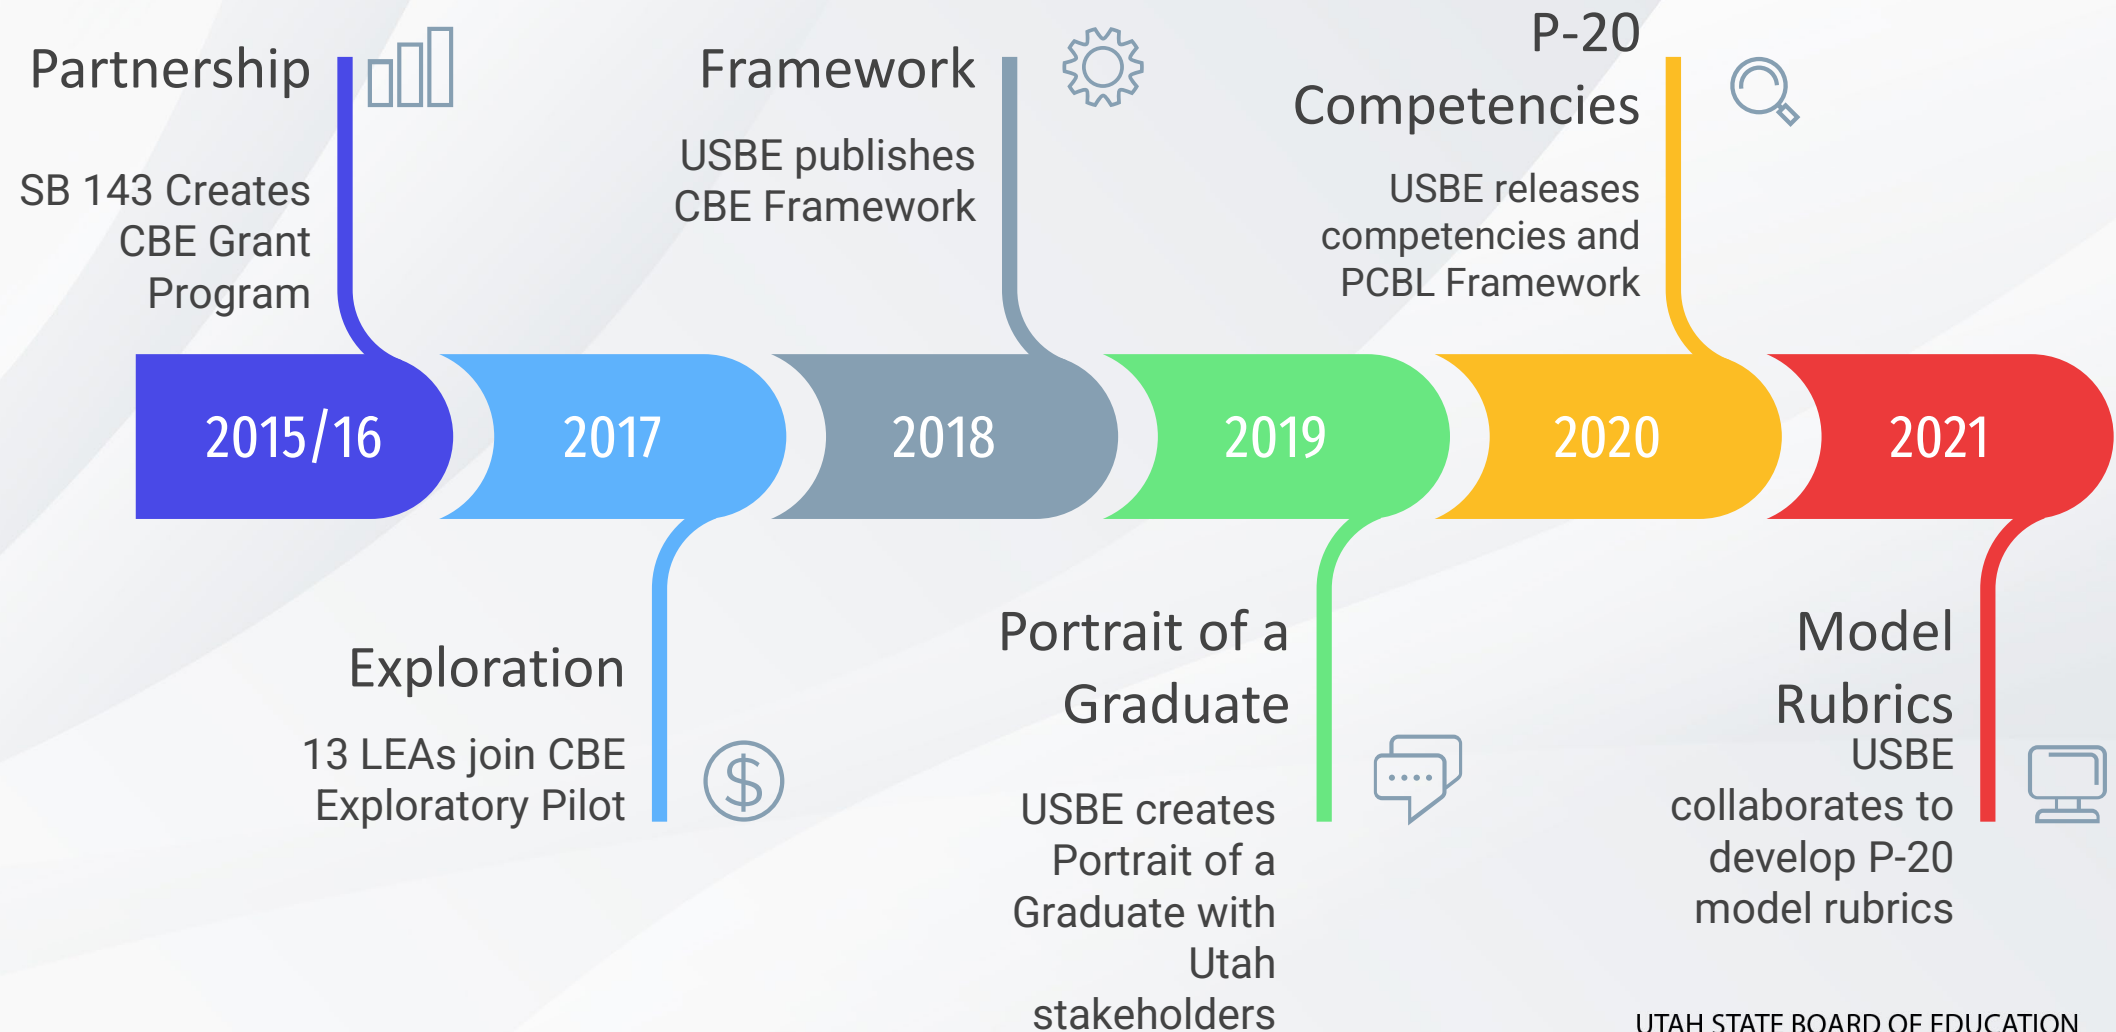 Partnership
SB 143 Creates
CBE Grant
Program
Framework
USBE publishes
CBE Framework
P-20
Competencies
USBE releases
competencies and
PCBL Framework
2015/16
2017
2018
2019
2020
2021
Exploration
13 LEAs join CBE
Exploratory Pilot
Portrait of a
Graduate
USBE creates
Portrait of a
Graduate with
Utah
stakeholders
Model
Rubrics
USBE
collaborates to
develop P-20
model rubrics
UTAH STATE BOARD OF EDUCATION